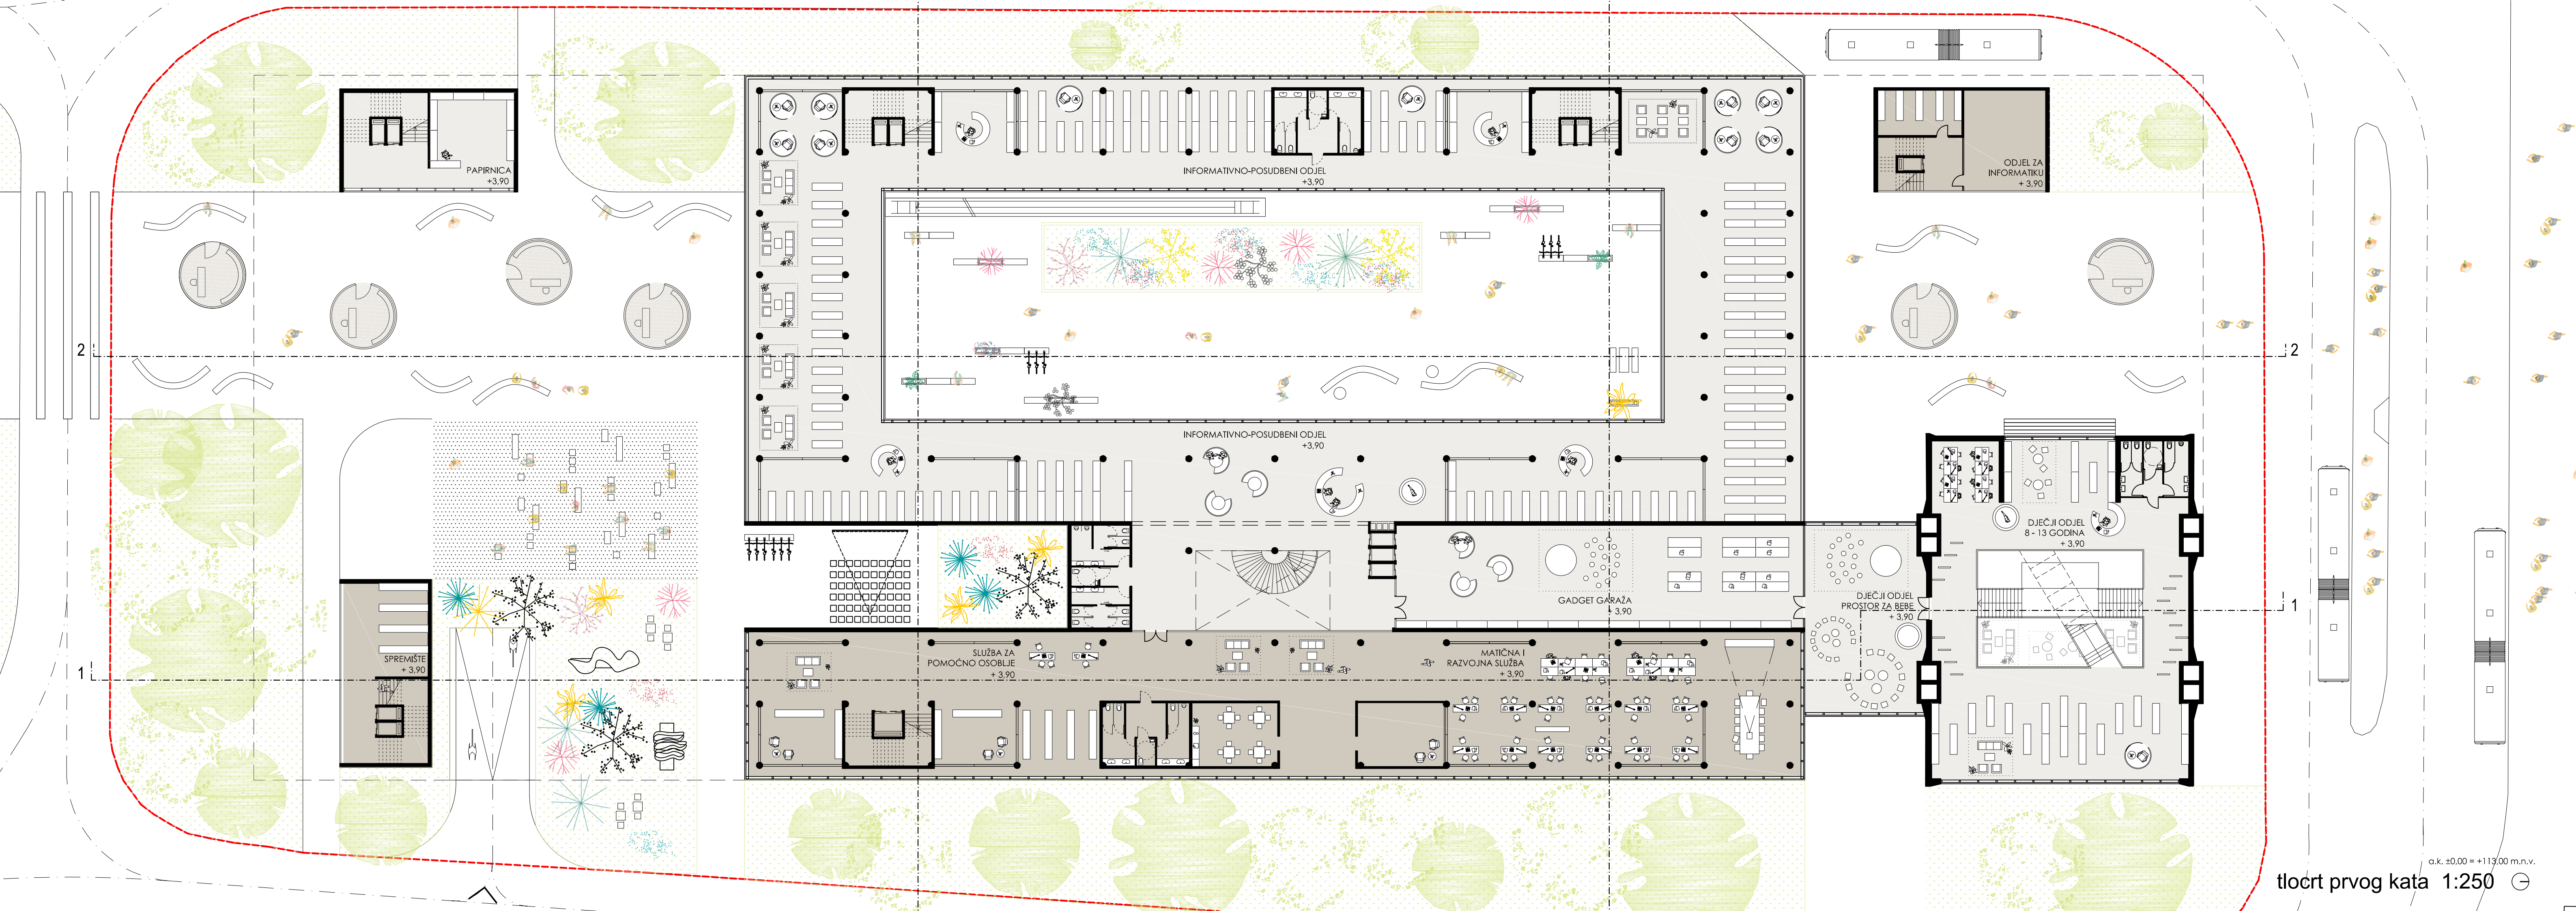 PAPIRNICA
+3,90
INFORMATIVNO-POSUDBENI ODJEL
+3,90
ODJEL ZA
INFORMATIKU
+ 3,90
2
2
INFORMATIVNO-POSUDBENI ODJEL
+3,90
DJEČJI ODJEL
8 - 13 GODINA
+ 3,90
GADGET GARAŽA
+ 3,90
DJEČJI ODJEL
PROSTOR ZA BEBE
+ 3,90
1
SPREMIŠTE
+ 3,90
SLUŽBA ZA
POMOĆNO OSOBLJE
+ 3,90
MATIČNA I
RAZVOJNA SLUŽBA
+ 3,90
1
a.k. ±0,00 = +113,00 m.n.v.
tlocrt prvog kata 1:250